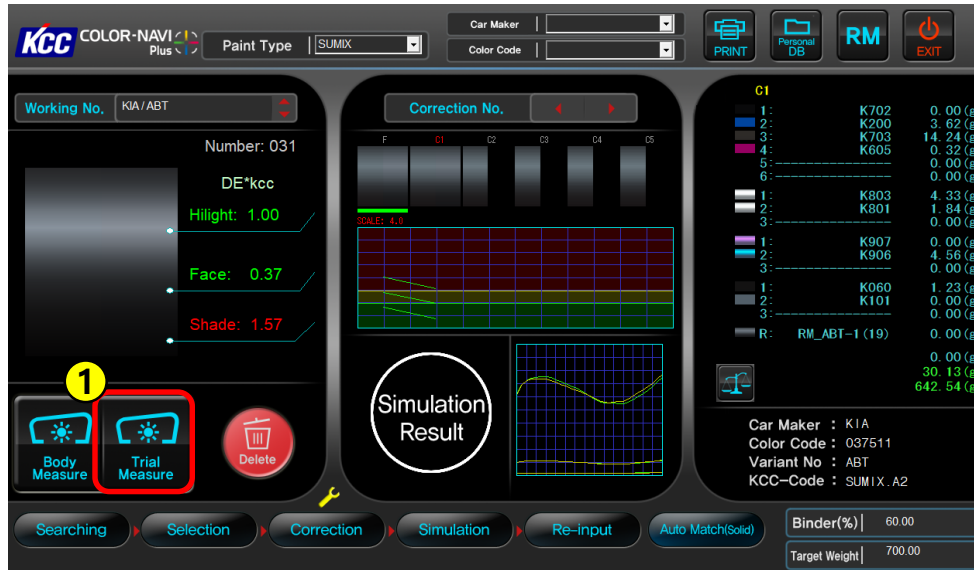 KCC COLOR-NAVI Plus
Paint Type SUMIX
Car Maker
Color Code
PRINT
Personal DB
RM
EXIT
Working No. KIA/ABT
Number: 031
DE*kcc
Hilight: 1.00
Face: 0.37
Shade: 1.57
1
Body Measure
Trial Measure
Delete
Correction No.
F C1 C2 C3 C4 C5
SCALE: 4.0
Simulation Result
C1
1: K702 0.00(g
2: K200 3.62(g
3: K703 14.24(g
4: K605 0.32(g
5:---------------- 0.00(g
6:---------------- 0.00(g
1: K803 4.33(g
2: K801 1.84(g
3:---------------- 0.00(g
1: K907 0.00(g
2: K906 4.56(g
3:---------------- 0.00(g
1: K060 1.23(g
2: K101 0.00(g
3:---------------- 0.00(g
R: RM_ABT-1(19) 0.00(g
0.00(g
30.13(g
642.54(g
Car Maker : KIA
Color Code : 037511
Variant No : ABT
KCC-Code : SUMIX.A2
Searching
Selection
Correction
Simulation
Re-input
Auto Match(Solid)
Binder(%) 60.00
Target Weight 700.00